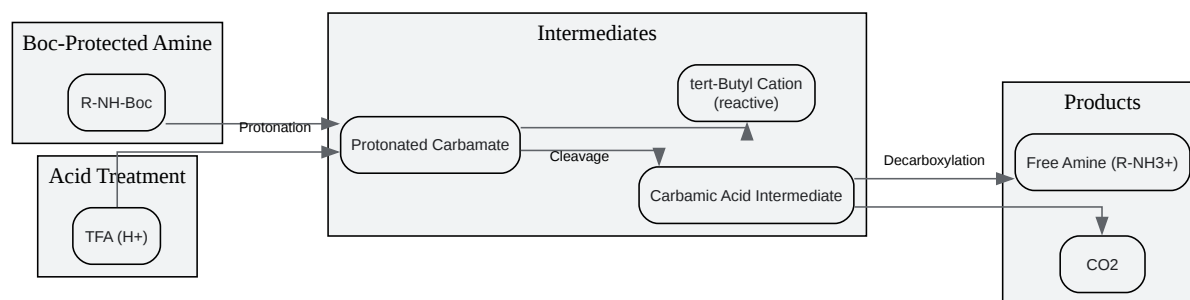 Boc-Protected Amine
R-NH-Boc
Acid Treatment
TFA (H+)
Protonation
Intermediates
Protonated Carbamate
tert-Butyl Cation
(reactive)
Cleavage
Carbamic Acid Intermediate
Decarboxylation
Products
Free Amine (R-NH3+)
CO2